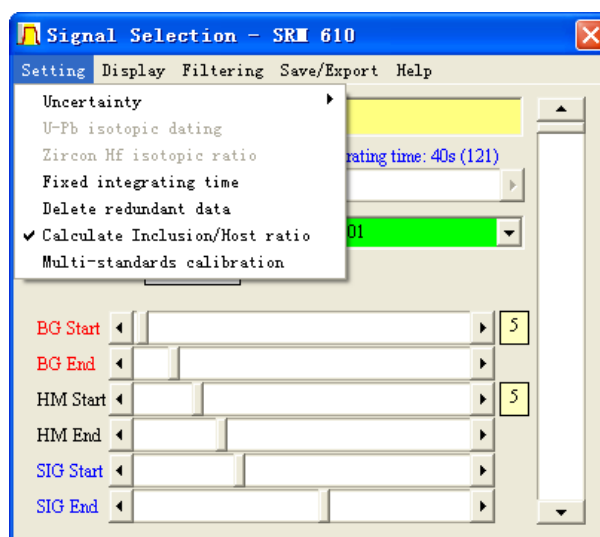 Signal Selection - SRM 610
Setting Display Filtering Save/Export Help
Uncertainty
U-Pb isotopic dating
Zircon Hf isotopic ratio
rating time: 40s (121)
Fixed integrating time
Delete redundant data
Calculate Inclusion/Host ratio
01
Multi-standards calibration
BG Start
5
BG End
HM Start
5
HM End
SIG Start
SIG End